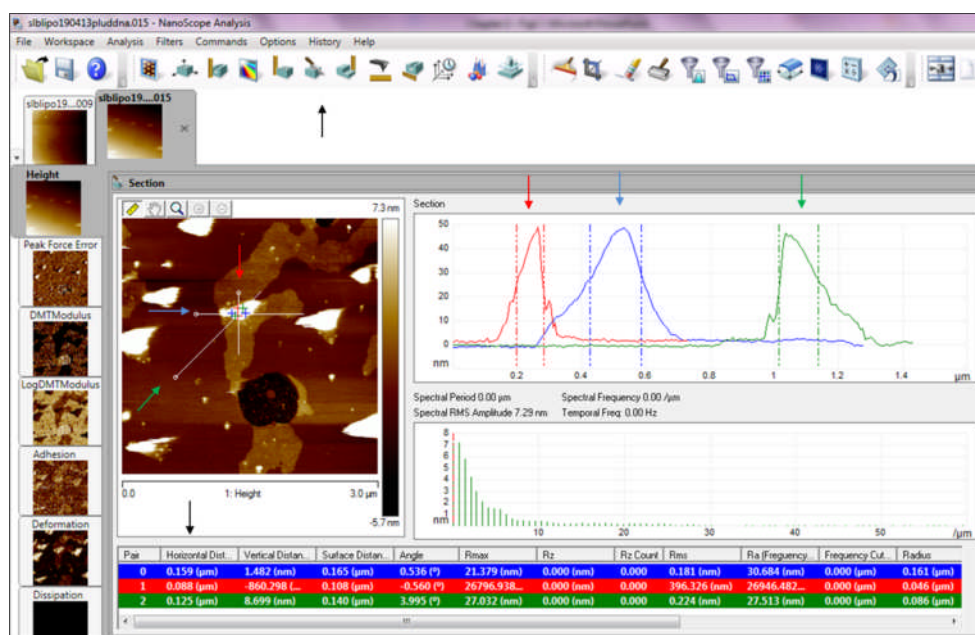 slblipo190413pluddna.015 - NanoScope Analysis
File Workspace Analysis Filters Commands Options History Help
slblipo19....009
slblipo19....015
Height
Section
Peak Force Error
DMTModulus
LogDMTModulus
Adhesion
Deformation
Dissipation
7.3 nm
-5.7 nm
0.0 1: Height 3.0 µm
Section
50
40
30
20
10
0
nm
0.2 0.4 0.6 0.8 1 1.2 1.4 µm
Spectral Period 0.00 µm Spectral Frequency 0.00 /µm
Spectral RMS Amplitude 7.29 nm Temporal Freq: 0.00 Hz
8
7
6
5
4
3
2
1
nm
10 20 30 40 50 /µm
Pair Horizontal Dist... Vertical Distan... Surface Distan... Angle Rmax Rz Rz Count Rms Ra (Freguency... Frequency Cut... Radius
0 0.159 (µm) 1.482 (nm) 0.165 (µm) 0.536 (º) 21.379 (nm) 0.000 (nm) 0.000 0.181 (µm) 30.684 (nm) 0.000 (µm) 0.161 (µm)
1 0.088 (µm) -860.298 (... 0.108 (µm) -0.560 (º) 26796.938... 0.000 (nm) 0.000 396.326 (nm) 26946.482... 0.000 (µm) 0.046 (µm)
2 0.125 (µm) 8.699 (nm) 0.140 (µm) 3.995 (º) 27.032 (nm) 0.000 (nm) 0.000 0.224 (nm) 27.513 (nm) 0.000 (µm) 0.086 (µm)